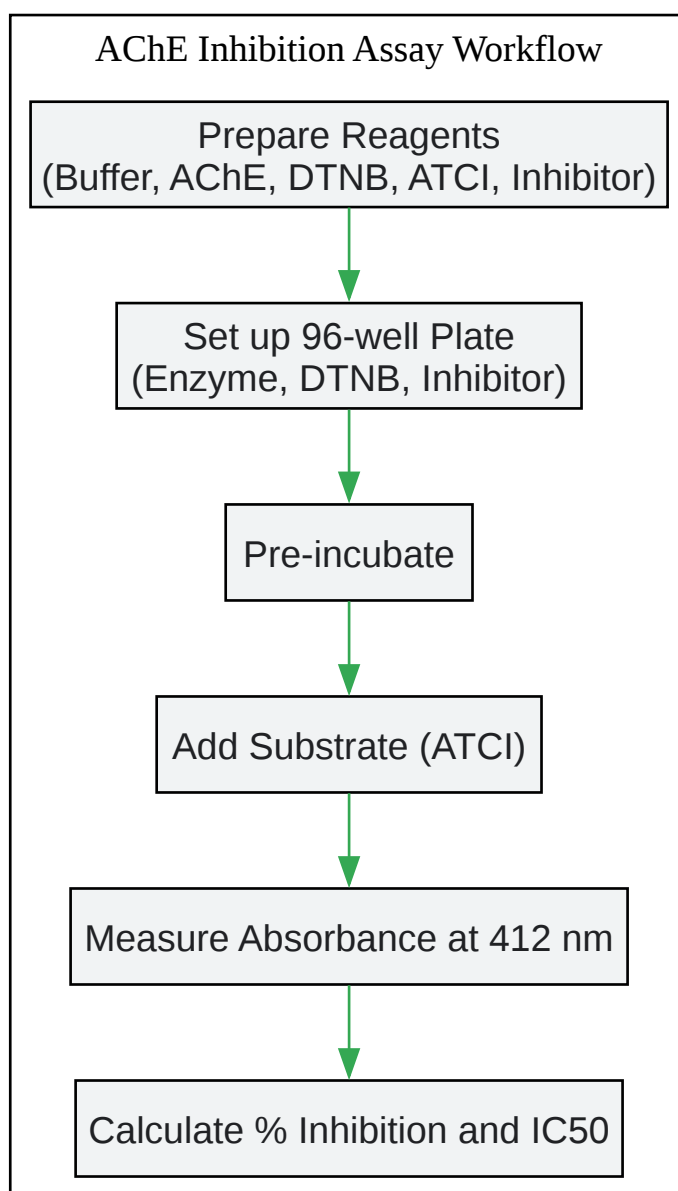 AChE Inhibition Assay Workflow
Prepare Reagents
(Buffer, AChE, DTNB, ATCI, Inhibitor)
Set up 96-well Plate
(Enzyme, DTNB, Inhibitor)
Pre-incubate
Add Substrate (ATCI)
Measure Absorbance at 412 nm
Calculate % Inhibition and IC50